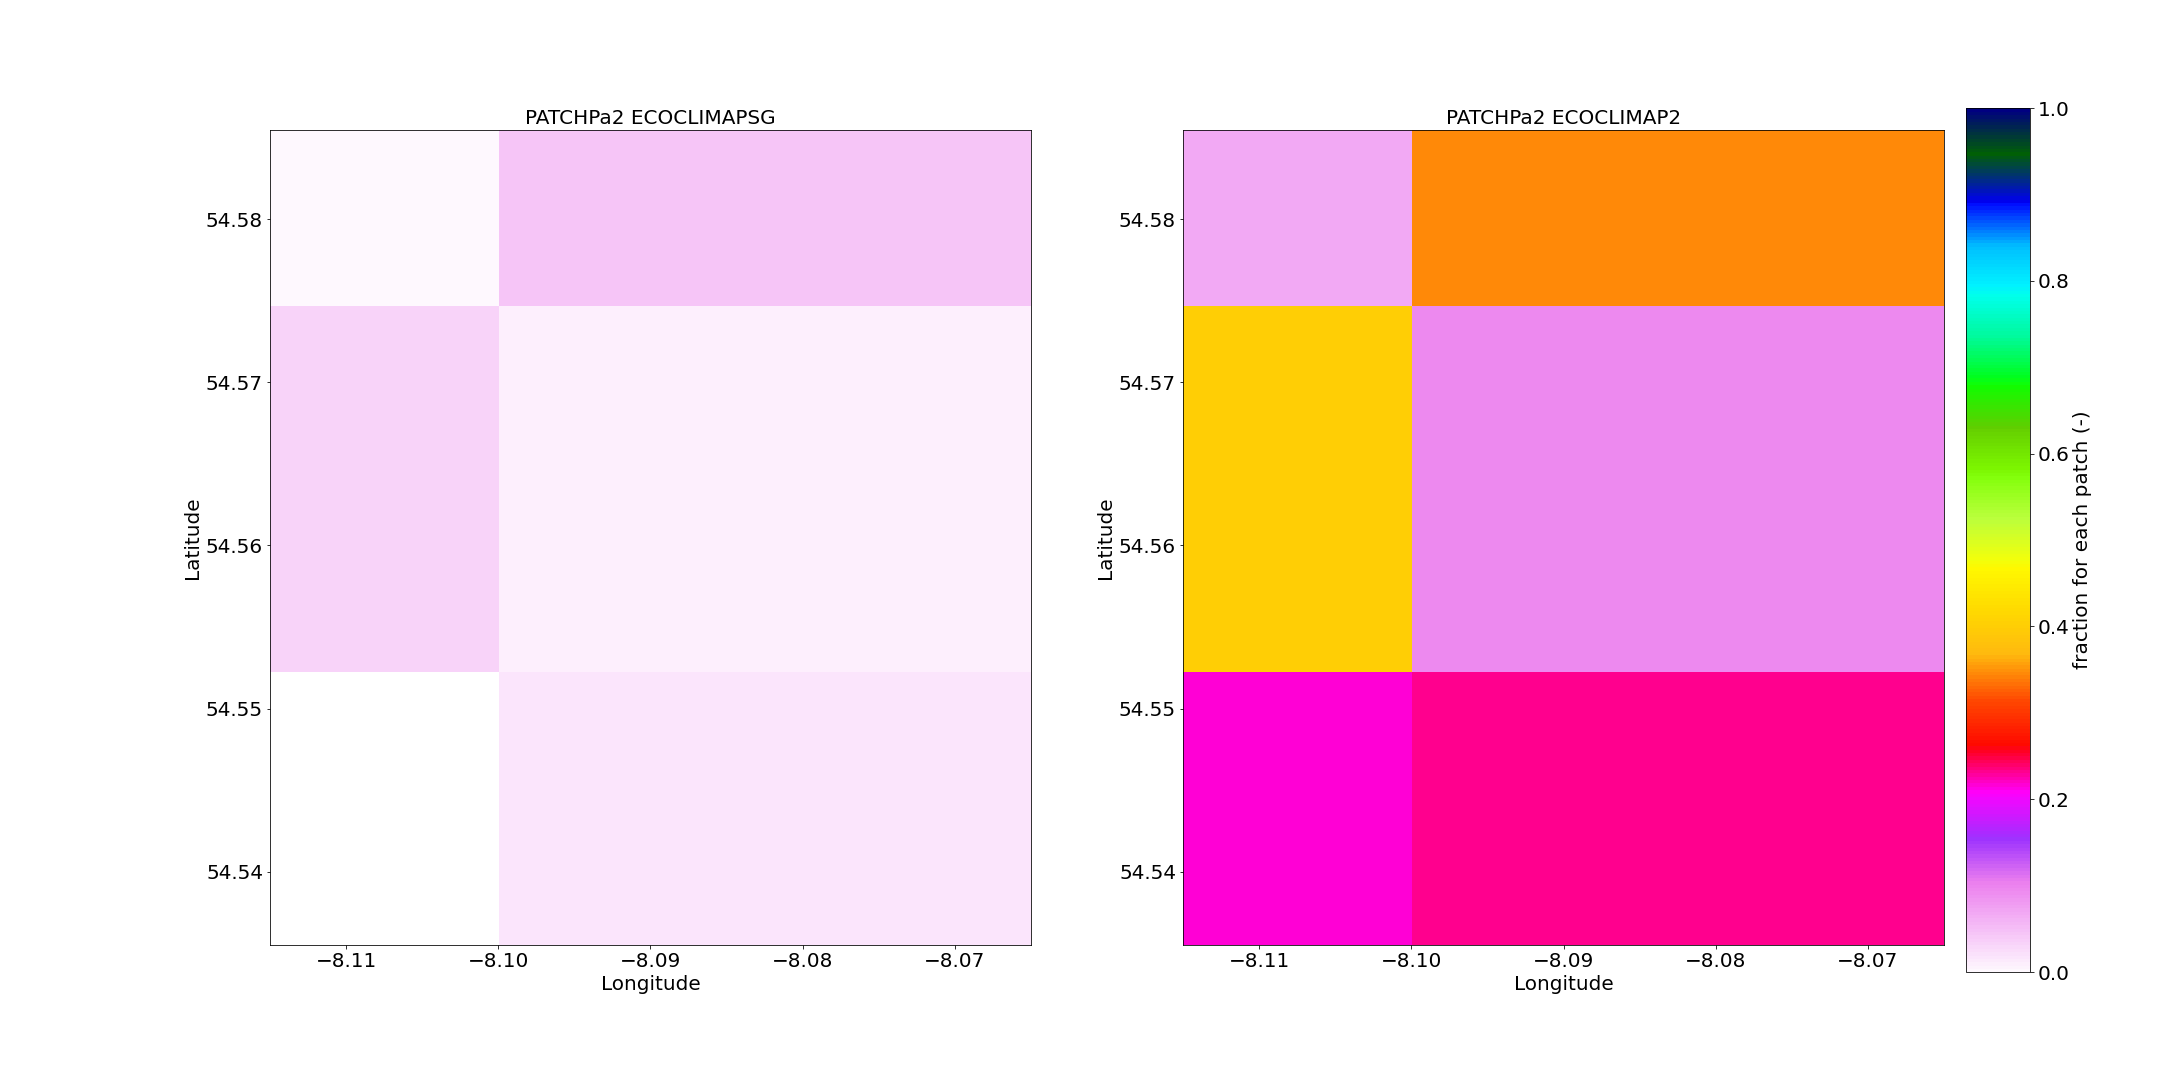 PATCHPa2 ECOCLIMAPSG
54.58
54.57
54.56
54.55
54.54
Latitude
−8.11 −8.10 −8.09 −8.08 −8.07
Longitude
PATCHPa2 ECOCLIMAP2
54.58
54.57
54.56
54.55
54.54
Latitude
−8.11 −8.10 −8.09 −8.08 −8.07
Longitude
1.0
0.8
0.6
0.4
0.2
0.0
fraction for each patch (-)